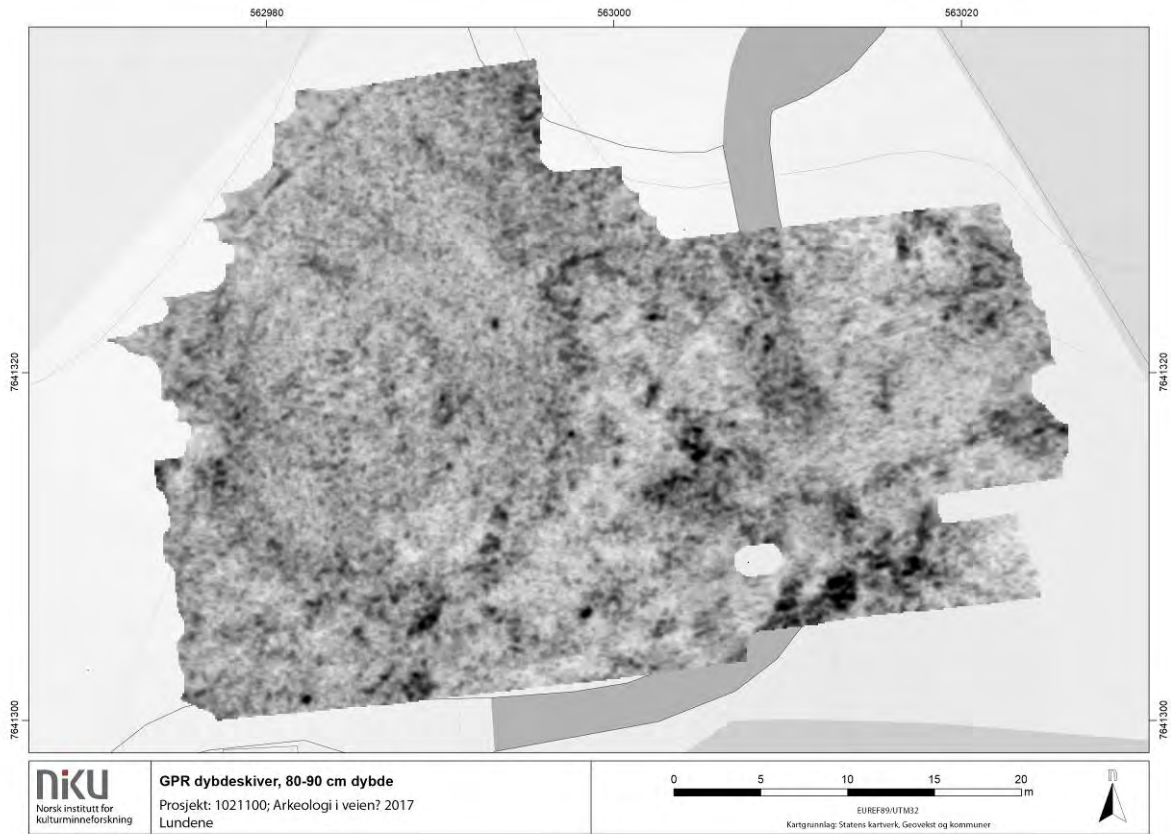 562980
563000
563020
7641320
7641320
7641300
7641300
niku
Norsk institutt for
kulturminneforskning
GPR dybdeskiver, 80-90 cm dybde
Prosjekt: 1021100; Arkeologi i veien? 2017
Lundene
0
5
10
15
20
m
EUREF89/UTM32
Kartgrunnlag: Statens kartverk, Geovekst og kommuner
n